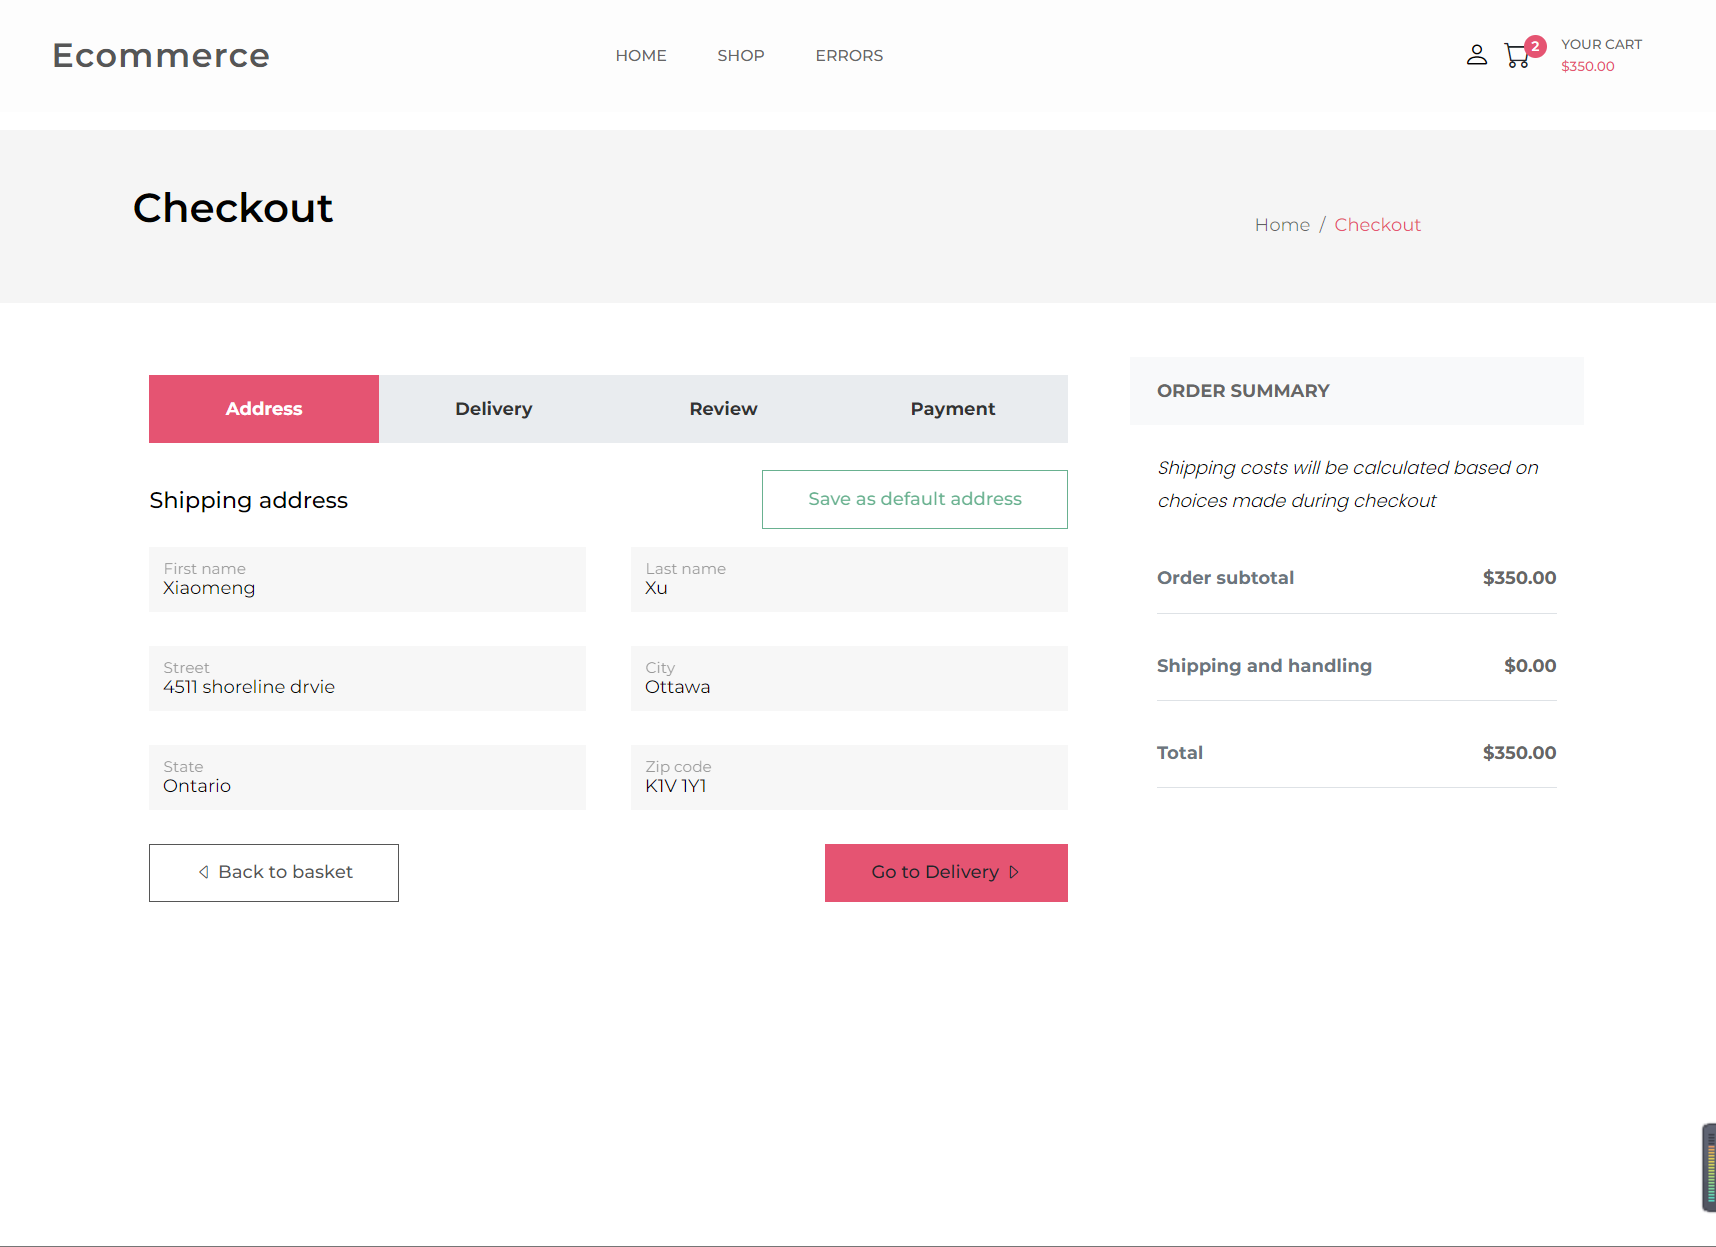 Ecommerce
HOME
SHOP
ERRORS
2
YOUR CART
$350.00
Checkout
Home / Checkout
Address
Delivery
Review
Payment
Shipping address
Save as default address
First name
Xiaomeng
Last name
Xu
Street
4511 shoreline drvie
City
Ottawa
State
Ontario
Zip code
K1V 1Y1
Back to basket
Go to Delivery
ORDER SUMMARY
Shipping costs will be calculated based on
choices made during checkout
Order subtotal $350.00
Shipping and handling $0.00
Total $350.00